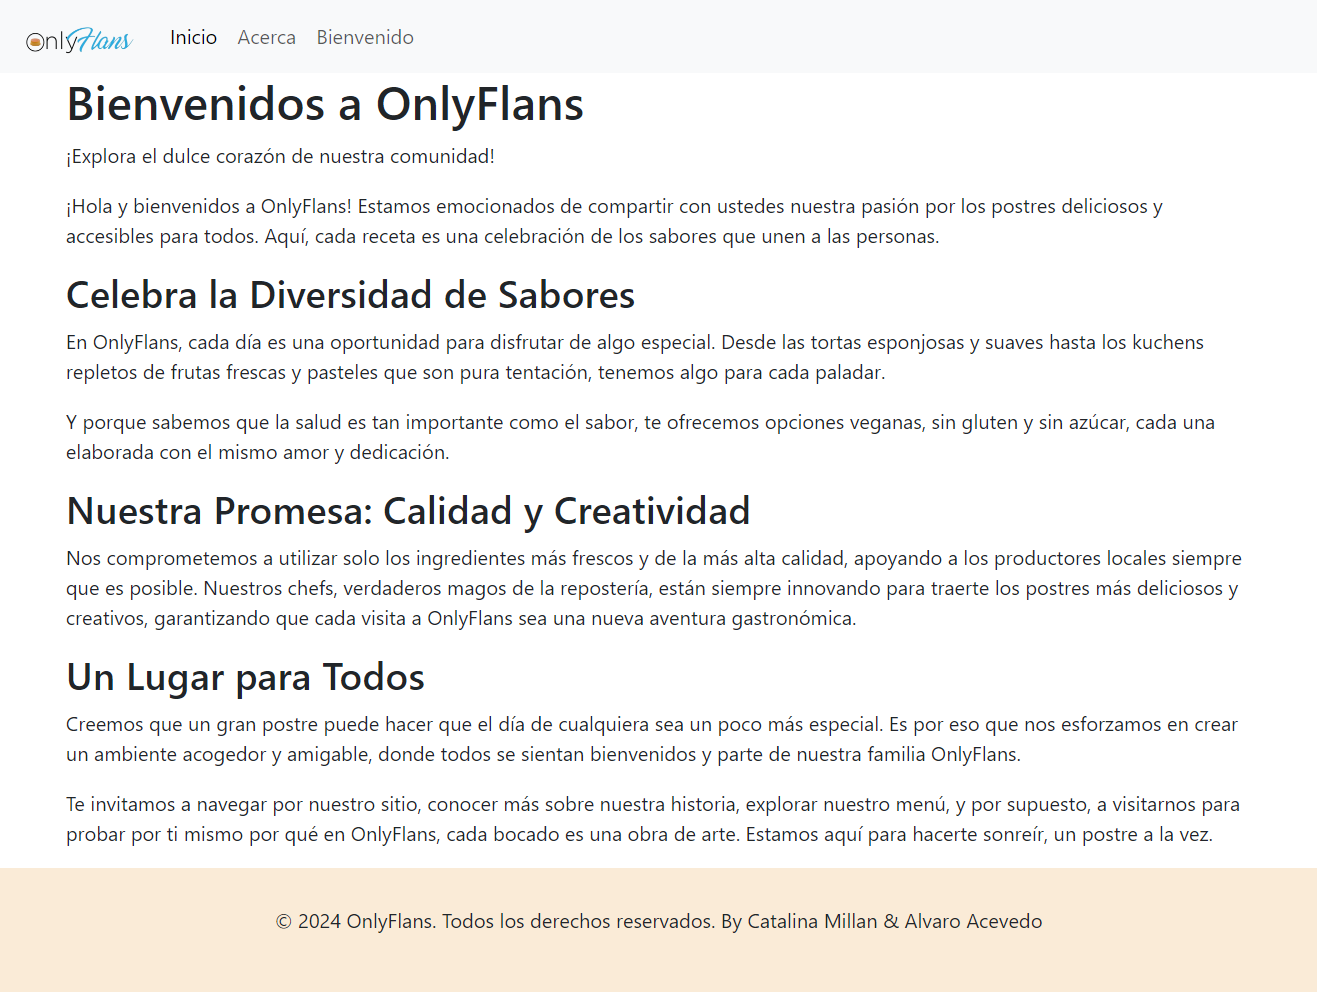 OnlyFlans Inicio Acerca Bienvenido
Bienvenidos a OnlyFlans
¡Explora el dulce corazón de nuestra comunidad!
¡Hola y bienvenidos a OnlyFlans! Estamos emocionados de compartir con ustedes nuestra pasión por los postres deliciosos y
accesibles para todos. Aquí, cada receta es una celebración de los sabores que unen a las personas.
Celebra la Diversidad de Sabores
En OnlyFlans, cada día es una oportunidad para disfrutar de algo especial. Desde las tortas esponjosas y suaves hasta los kuchens
repletos de frutas frescas y pasteles que son pura tentación, tenemos algo para cada paladar.
Y porque sabemos que la salud es tan importante como el sabor, te ofrecemos opciones veganas, sin gluten y sin azúcar, cada una
elaborada con el mismo amor y dedicación.
Nuestra Promesa: Calidad y Creatividad
Nos comprometemos a utilizar solo los ingredientes más frescos y de la más alta calidad, apoyando a los productores locales siempre
que es posible. Nuestros chefs, verdaderos magos de la repostería, están siempre innovando para traerte los postres más deliciosos y
creativos, garantizando que cada visita a OnlyFlans sea una nueva aventura gastronómica.
Un Lugar para Todos
Creemos que un gran postre puede hacer que el día de cualquiera sea un poco más especial. Es por eso que nos esforzamos en crear
un ambiente acogedor y amigable, donde todos se sientan bienvenidos y parte de nuestra familia OnlyFlans.
Te invitamos a navegar por nuestro sitio, conocer más sobre nuestra historia, explorar nuestro menú, y por supuesto, a visitarnos para
probar por ti mismo por qué en OnlyFlans, cada bocado es una obra de arte. Estamos aquí para hacerte sonreír, un postre a la vez.
© 2024 OnlyFlans. Todos los derechos reservados. By Catalina Millan & Alvaro Acevedo